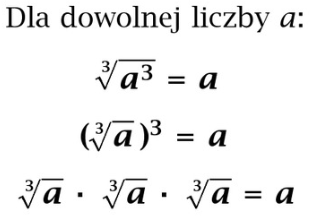 Dla dowolnej liczby a:
∛a³ = a
(∛a)³ = a
∛a · ∛a · ∛a = a